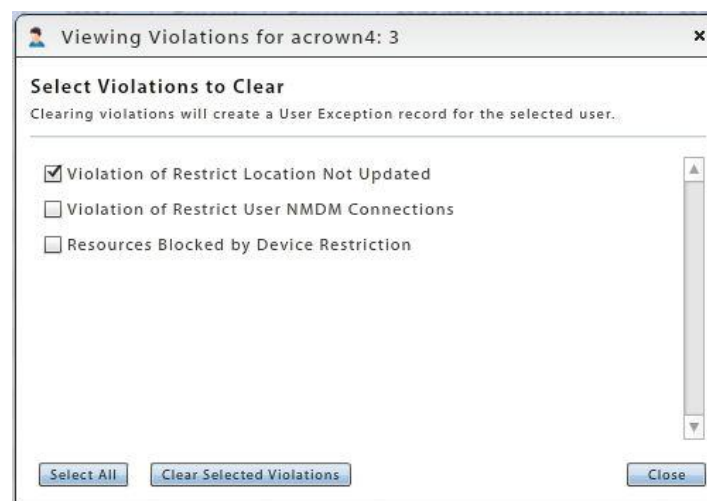 Viewing Violations for acrown4: 3
Select Violations to Clear
Clearing violations will create a User Exception record for the selected user.
Violation of Restrict Location Not Updated
Violation of Restrict User NMDM Connections
Resources Blocked by Device Restriction
Select All Clear Selected Violations Close